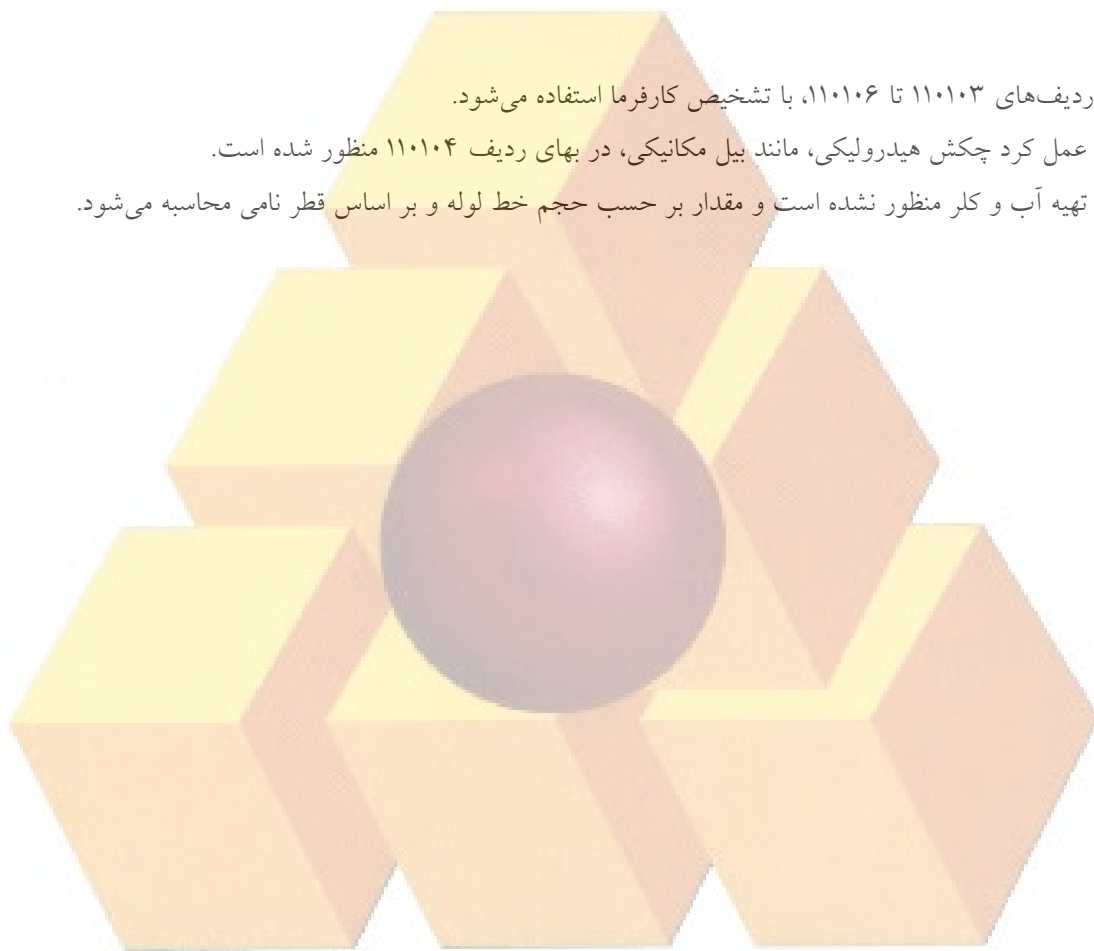 ردیف‌های ۱۱۰۱۰۳ تا ۱۱۰۱۰۶، با تشخیص کارفرما استفاده می‌شود.
عمل کرد چکش هیدرولیکی، مانند بیل مکانیکی، در بهای ردیف ۱۱۰۱۰۴ منظور شده است.
تهیه آب و کلر منظور نشده است و مقدار بر حسب حجم خط لوله و بر اساس قطر نامی محاسبه می‌شود.